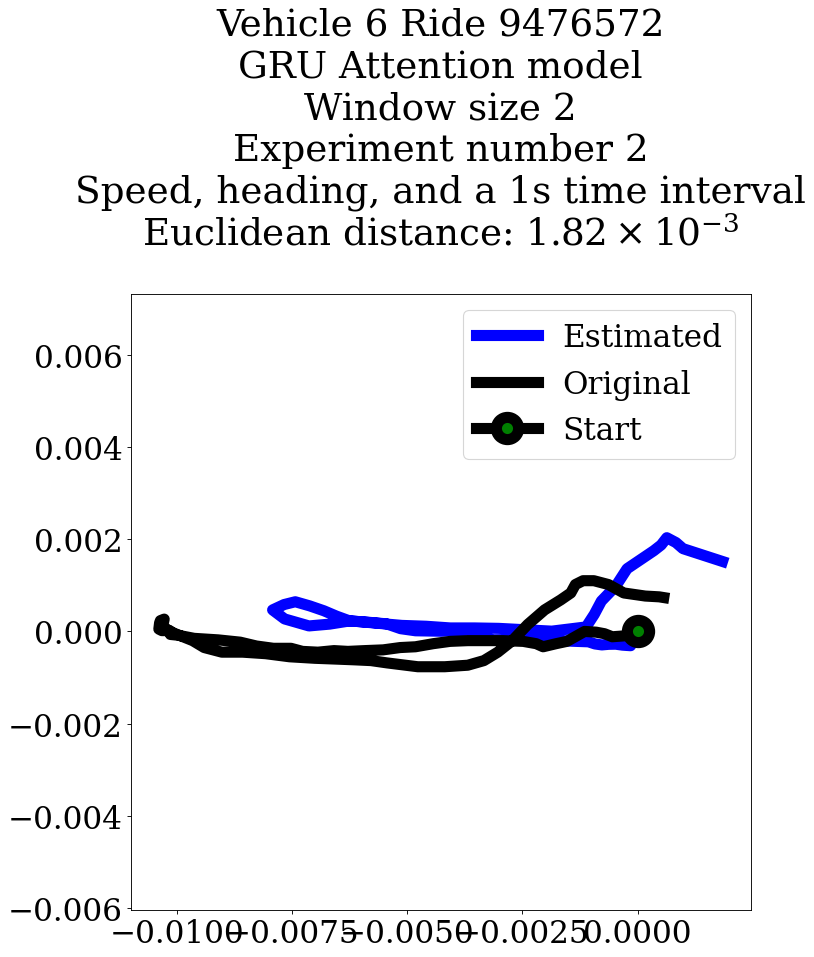 Vehicle 6 Ride 9476572
GRU Attention model
Window size 2
Experiment number 2
Speed, heading, and a 1s time interval
Euclidean distance: 1.82 × 10⁻³
Estimated
Original
Start
0.006
0.004
0.002
0.000
−0.002
−0.004
−0.006
−0.0100 −0.0075 −0.0050 −0.0025 0.0000